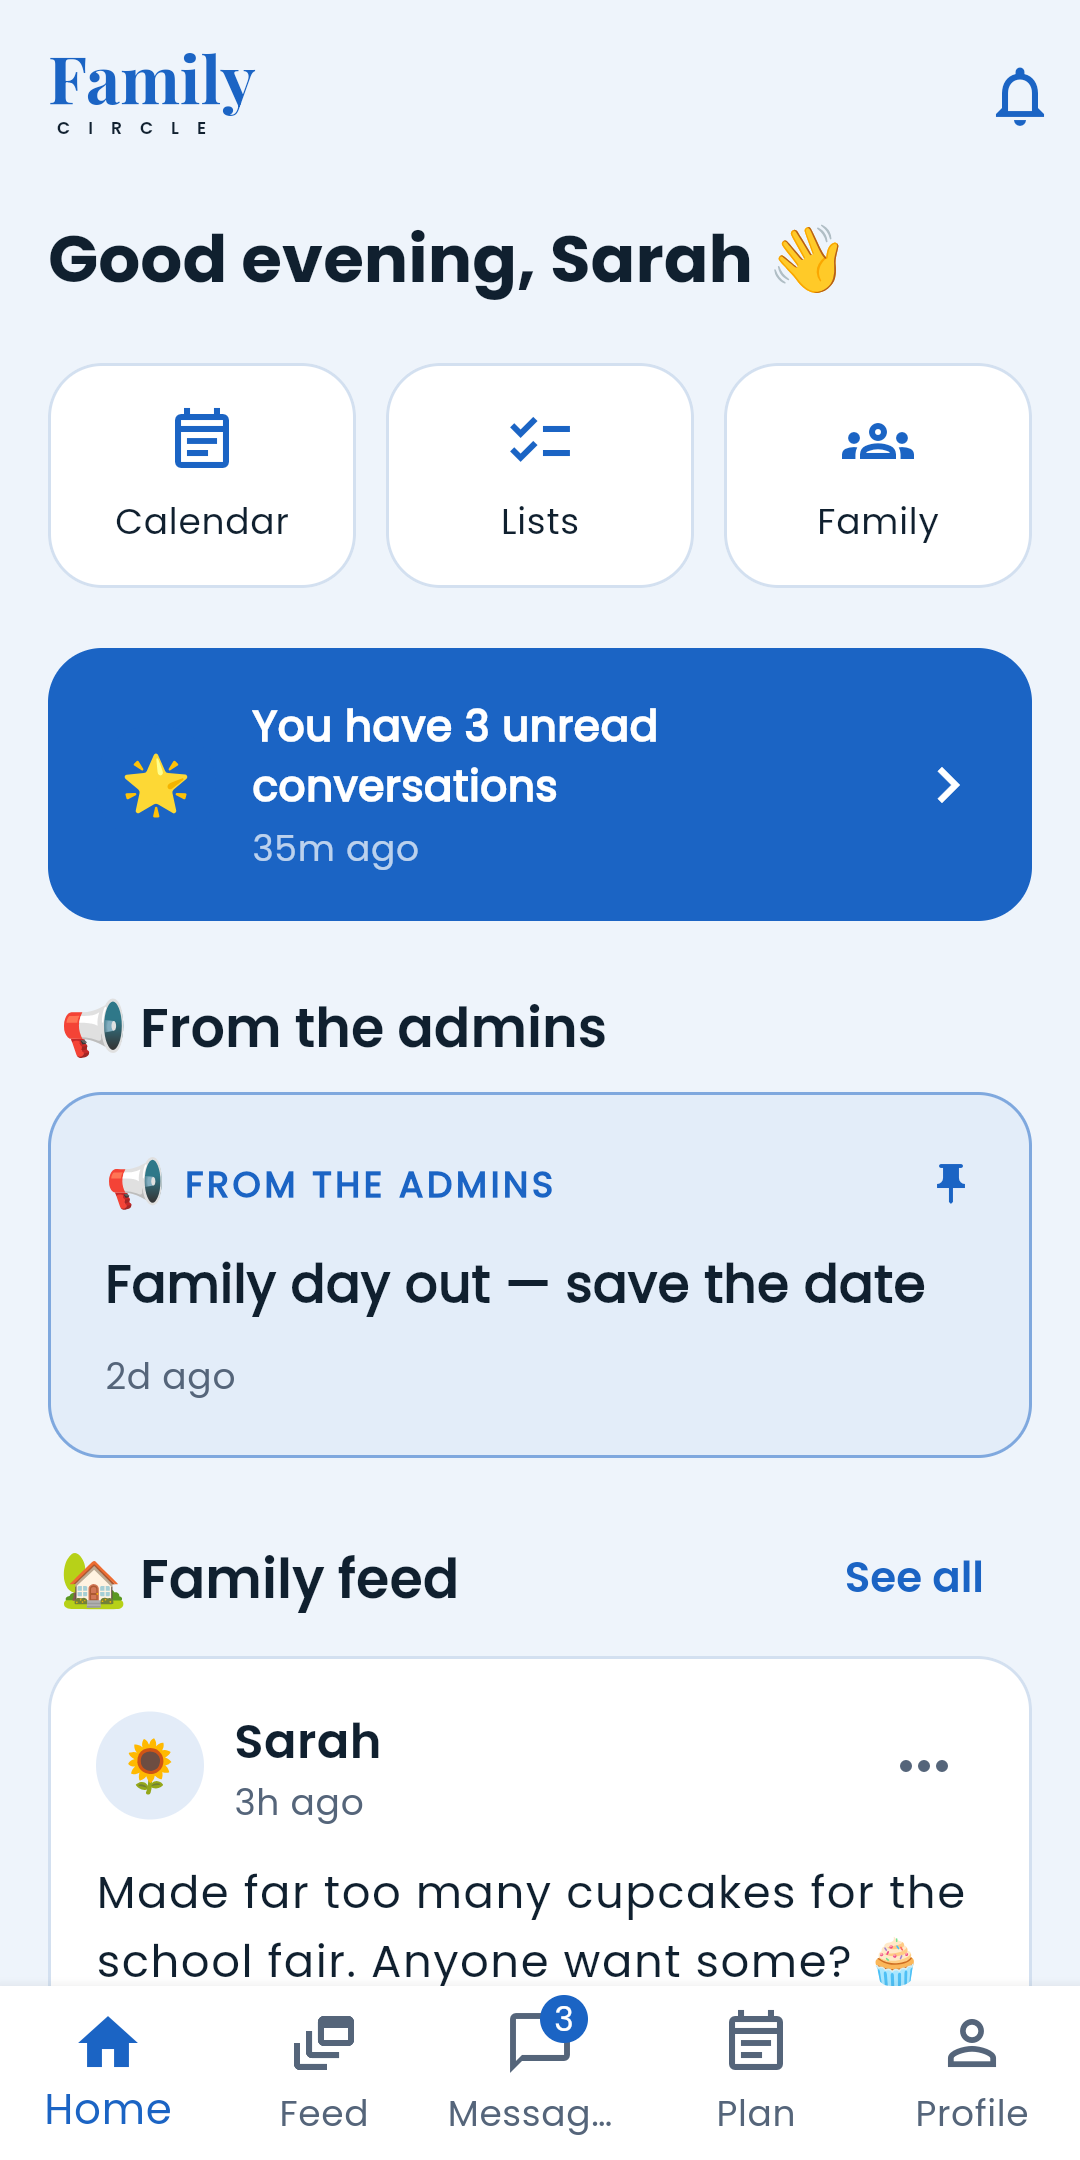 Family
CIRCLE
Good evening, Sarah 👋
Calendar
Lists
Family
You have 3 unread
conversations
35m ago
📢 From the admins
📢 FROM THE ADMINS
Family day out — save the date
2d ago
🏡 Family feed
See all
Sarah
3h ago
Made far too many cupcakes for the
school fair. Anyone want some? 🧁
3
Home
Feed
Messag...
Plan
Profile